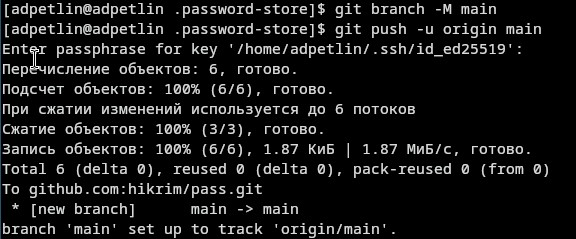 [adpetlin@adpetlin .password-store]$ git branch -M main
[adpetlin@adpetlin .password-store]$ git push -u origin main
Enter passphrase for key '/home/adpetlin/.ssh/id_ed25519':
Перечисление объектов: 6, готово.
Подсчет объектов: 100% (6/6), готово.
При сжатии изменений используется до 6 потоков
Сжатие объектов: 100% (3/3), готово.
Запись объектов: 100% (6/6), 1.87 КиБ | 1.87 МиБ/с, готово.
Total 6 (delta 0), reused 0 (delta 0), pack-reused 0 (from 0)
To github.com:hikrim/pass.git
 * [new branch]      main -> main
branch 'main' set up to track 'origin/main'.